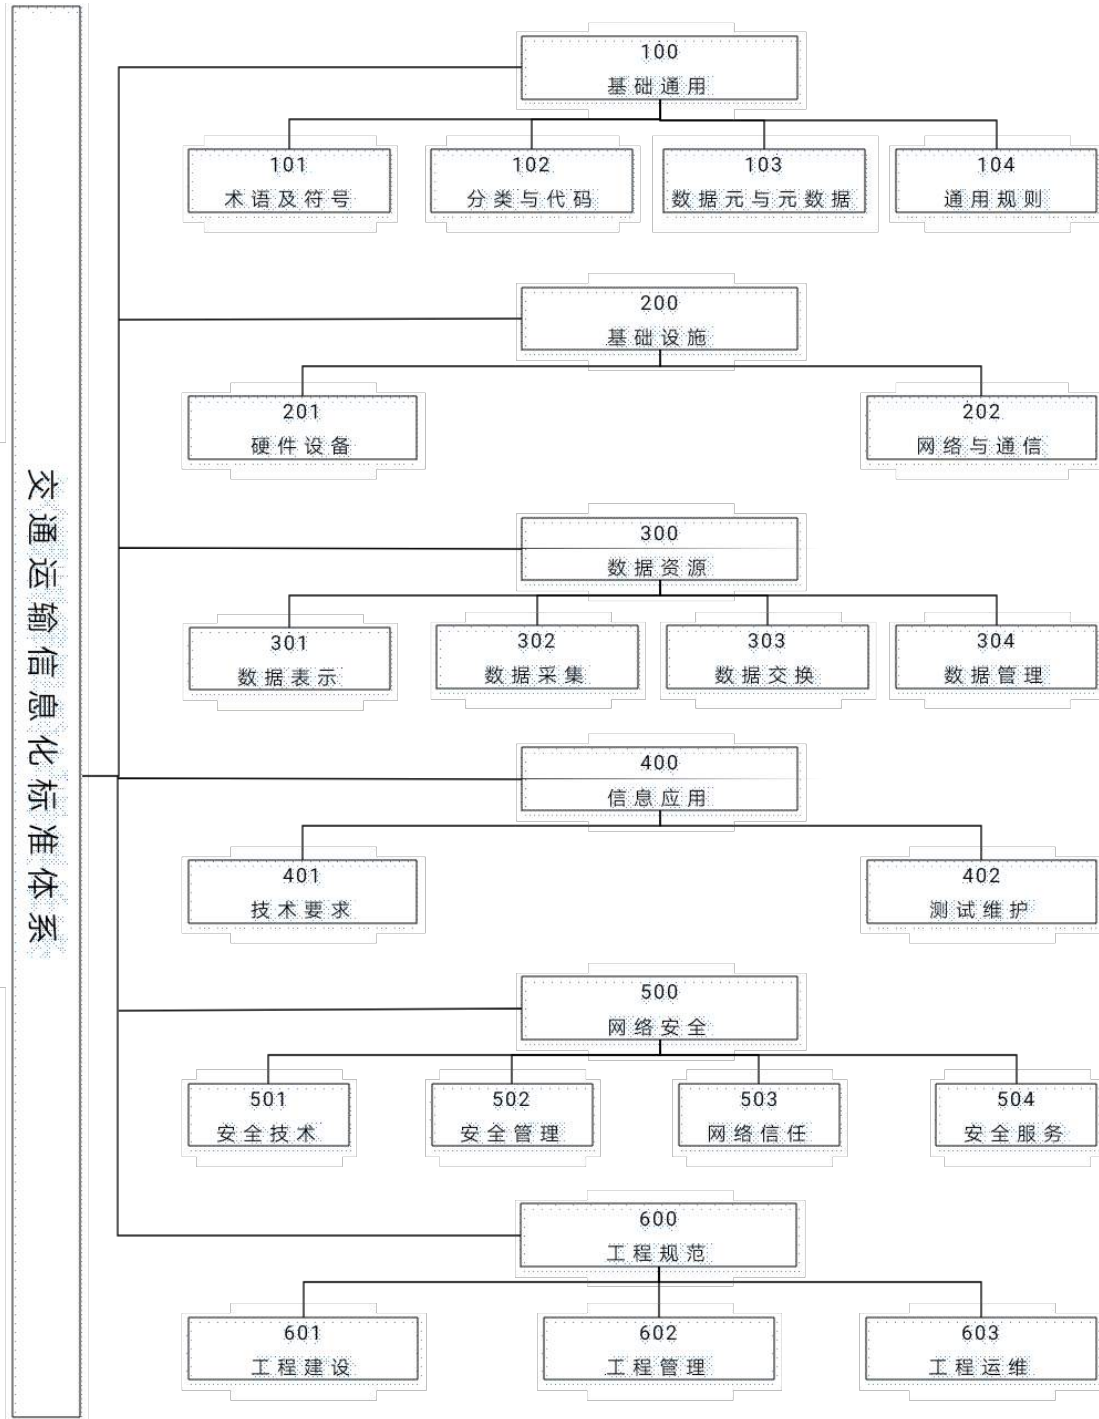 交通运输信息化标准体系
100
基础通用
101
术语及符号
102
分类与代码
103
数据元与元数据
104
通用规则
200
基础设施
201
硬件设备
202
网络与通信
300
数据资源
301
数据表示
302
数据采集
303
数据交换
304
数据管理
400
信息应用
401
技术要求
402
测试维护
500
网络安全
501
安全技术
502
安全管理
503
网络信任
504
安全服务
600
工程规范
601
工程建设
602
工程管理
603
工程运维